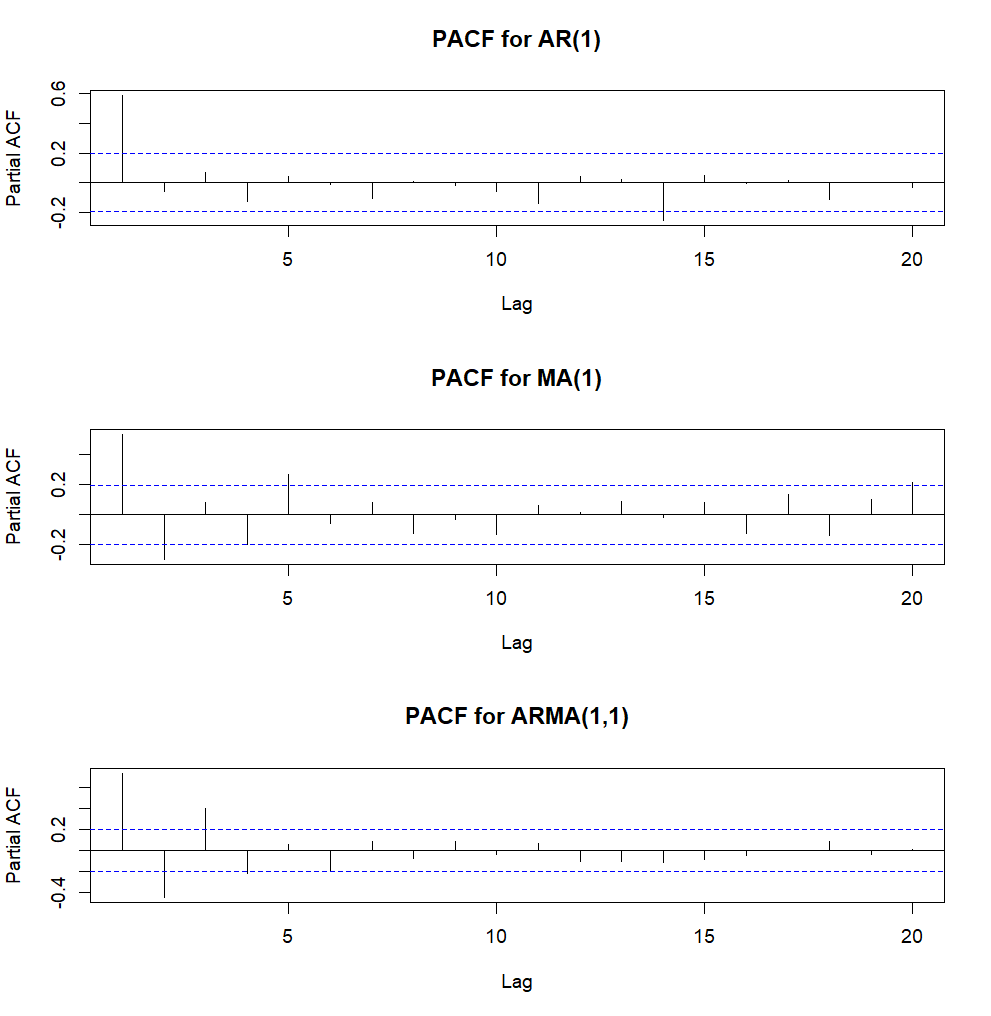 PACF for AR(1)
Partial ACF
0.6
0.2
-0.2
5 10 15 20
Lag
PACF for MA(1)
Partial ACF
0.2
-0.2
5 10 15 20
Lag
PACF for ARMA(1,1)
Partial ACF
0.2
-0.4
5 10 15 20
Lag